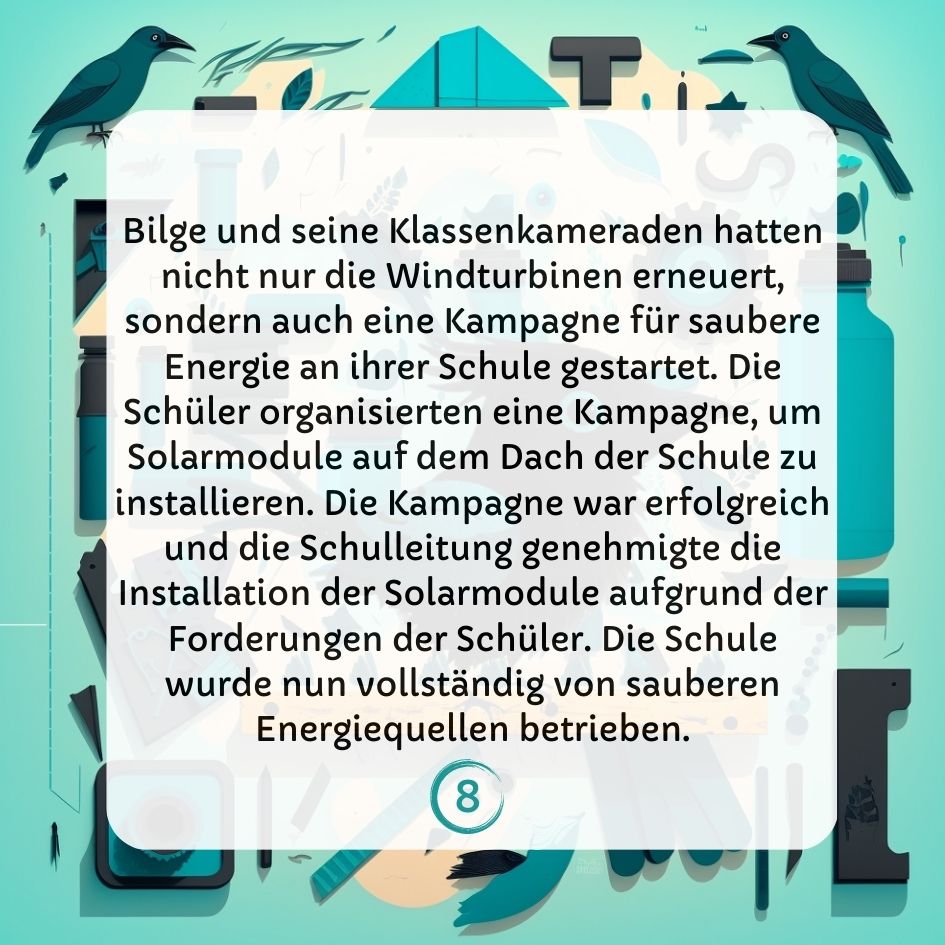 Bilge und seine Klassenkameraden hatten
nicht nur die Windturbinen erneuert,
sondern auch eine Kampagne für saubere
Energie an ihrer Schule gestartet. Die
Schüler organisierten eine Kampagne, um
Solarmodule auf dem Dach der Schule zu
installieren. Die Kampagne war erfolgreich
und die Schulleitung genehmigte die
Installation der Solarmodule aufgrund der
Forderungen der Schüler. Die Schule
wurde nun vollständig von sauberen
Energiequellen betrieben.
8